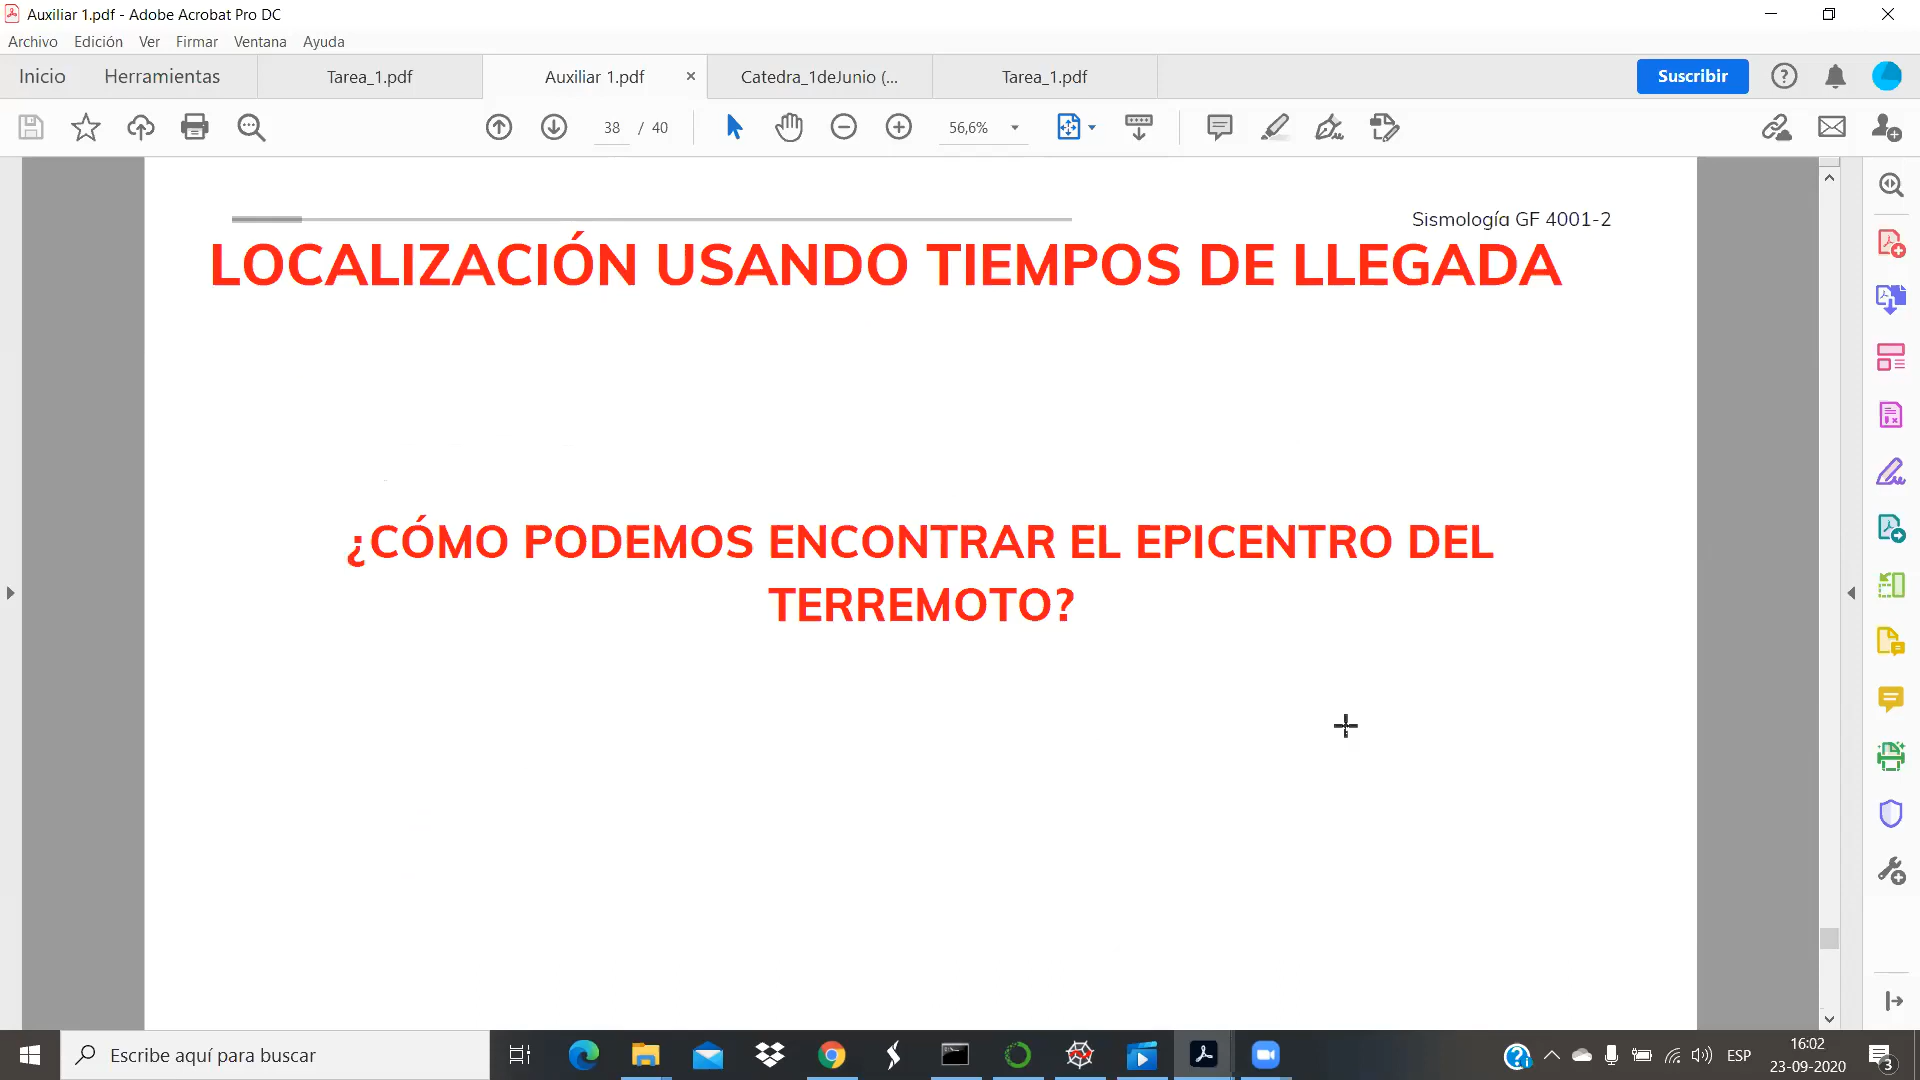 Auxiliar 1.pdf - Adobe Acrobat Pro DC
Archivo Edición Ver Firmar Ventana Ayuda
Inicio Herramientas Tarea_1.pdf Auxiliar 1.pdf Catedra_1deJunio (... Tarea_1.pdf Suscribir
38 / 40 56,6%
Sismología GF 4001-2
LOCALIZACIÓN USANDO TIEMPOS DE LLEGADA
¿CÓMO PODEMOS ENCONTRAR EL EPICENTRO DEL
TERREMOTO?
Escribe aquí para buscar
ESP
16:02
23-09-2020
3